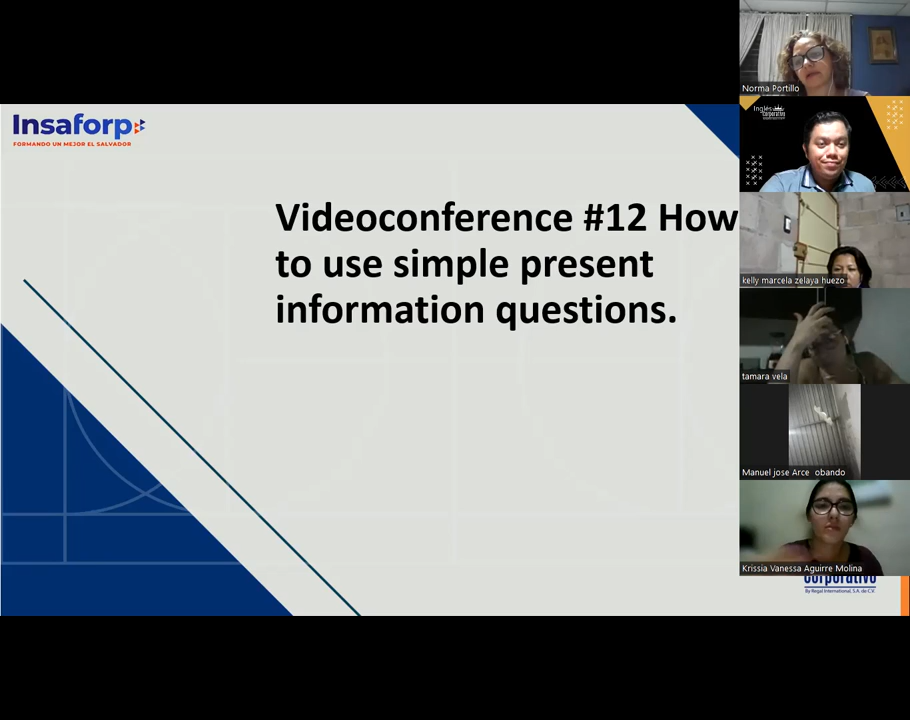 Insaforp
FORMANDO UN MEJOR EL SALVADOR
Videoconference #12 How
to use simple present
information questions.
Norma Portillo
Inglés
corporativo
kelly marcela zelaya huezo
tamara vela
Manuel jose Arce obando
Krissia Vanessa Aguirre Molina
corporativo
By Regal International, S.A. de C.V.